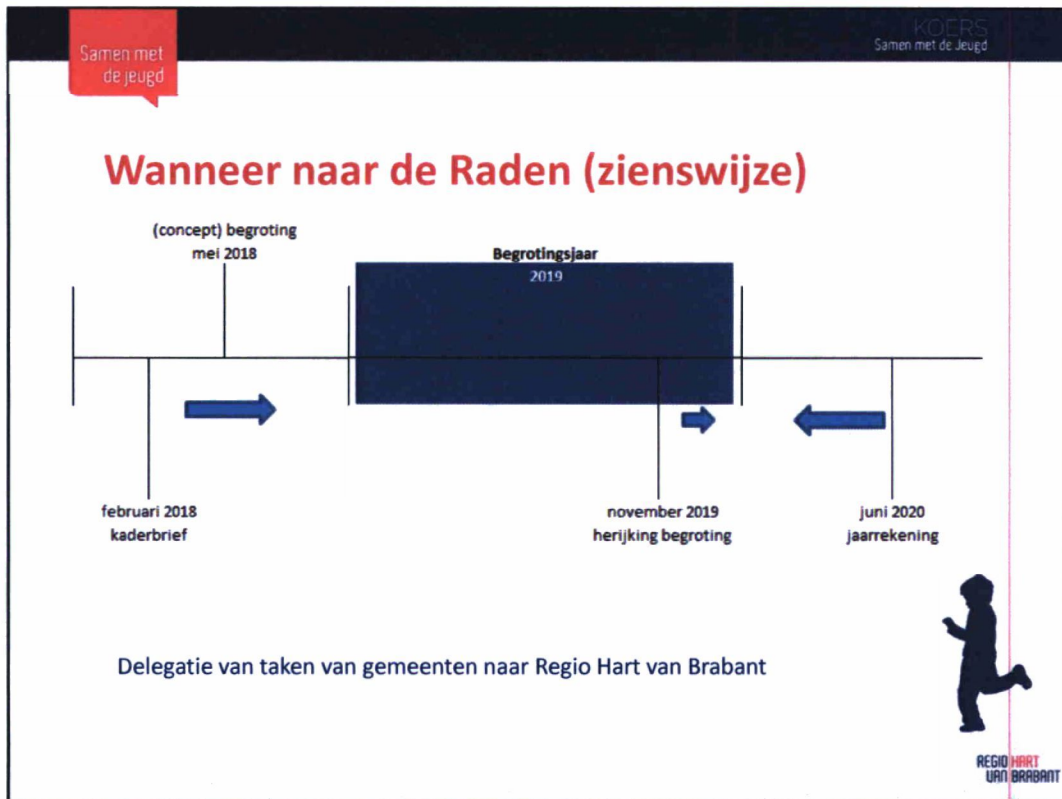 Samen met
de jeugd
KOERS
Samen met de Jeugd
Wanneer naar de Raden (zienswijze)
(concept) begroting
mei 2018
Begrotingsjaar
2019
februari 2018
kaderbrief
november 2019
herijking begroting
juni 2020
jaarrekening
Delegatie van taken van gemeenten naar Regio Hart van Brabant
REGIO HART
VAN BRABANT